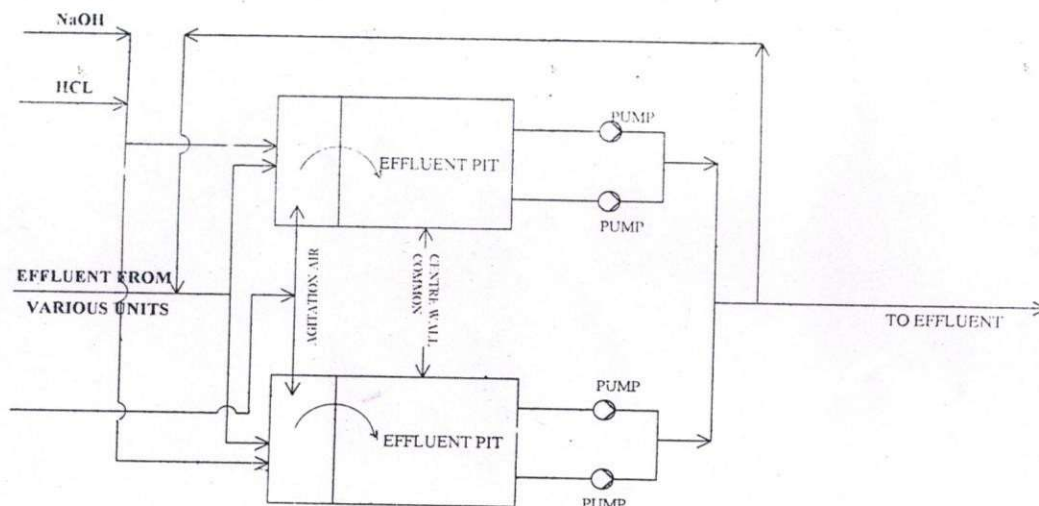 NaOH
HCL
PUMP
EFFLUENT PIT
PUMP
EFFLUENT FROM
VARIOUS UNITS
AGITATION AIR
CENTRE WALL
COMMON
TO EFFLUENT
PUMP
EFFLUENT PIT
PUMP